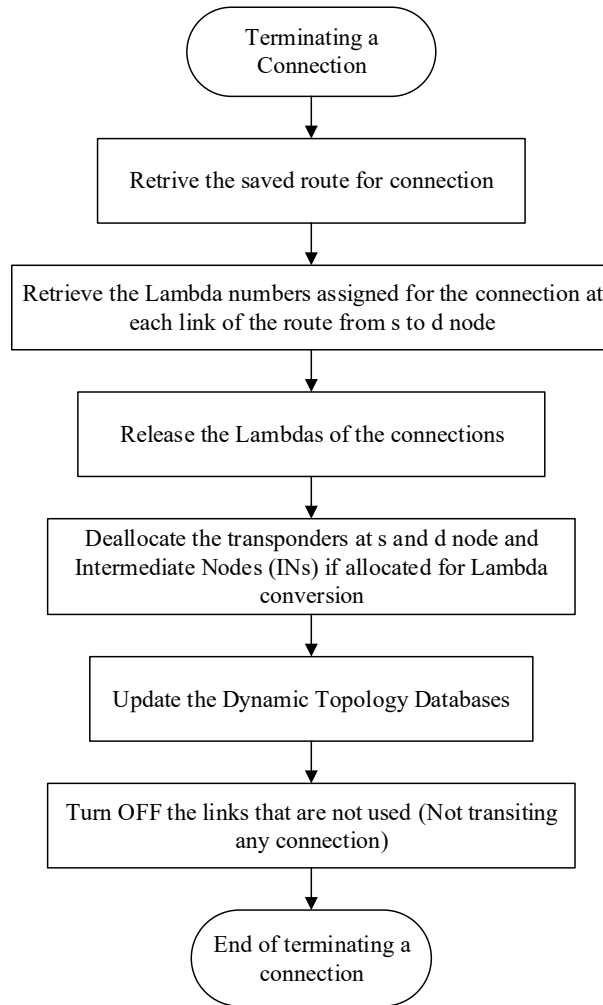 Terminating a
Connection
Retrive the saved route for connection
Retrieve the Lambda numbers assigned for the connection at
each link of the route from s to d node
Release the Lambdas of the connections
Deallocate the transponders at s and d node and
Intermediate Nodes (INs) if allocated for Lambda
conversion
Update the Dynamic Topology Databases
Turn OFF the links that are not used (Not transiting
any connection)
End of terminating a
connection